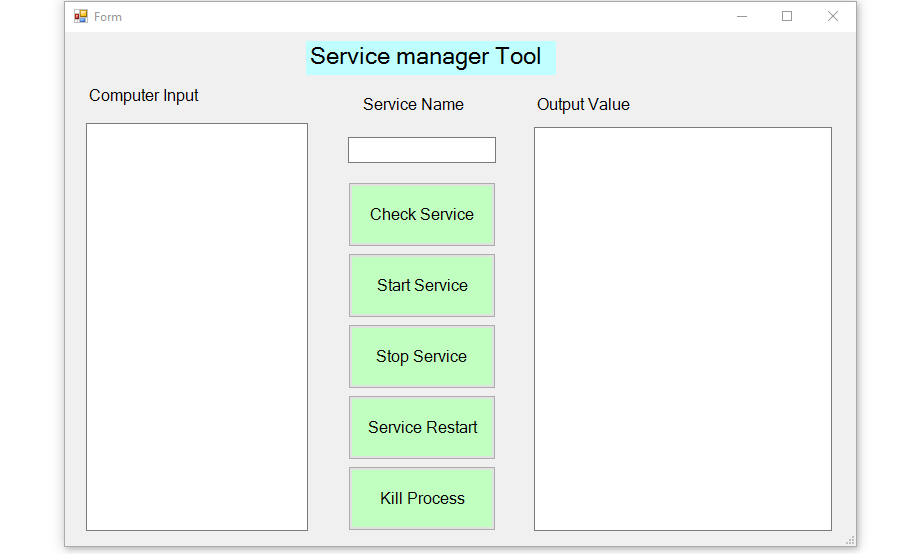 Form
Service manager Tool
Computer Input
Service Name
Output Value
Check Service
Start Service
Stop Service
Service Restart
Kill Process